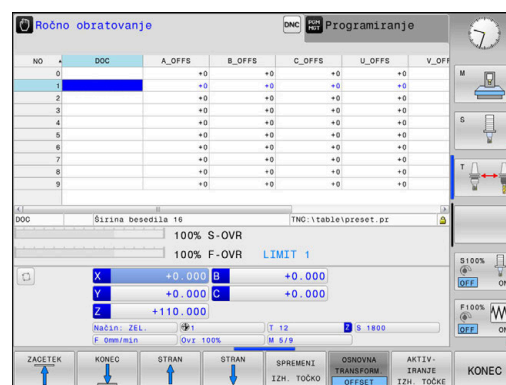 Ročno obratovanje
DNC
PGM MGT
Programiranje
NO DOC A_OFFS B_OFFS C_OFFS U_OFFS V_OFF
0 +0 +0 +0 +0
1 +0 +0 +0 +0
2 +0 +0 +0 +0
3 +0 +0 +0 +0
4 +0 +0 +0 +0
5 +0 +0 +0 +0
6 +0 +0 +0 +0
7 +0 +0 +0 +0
8 +0 +0 +0 +0
9 +0 +0 +0 +0
DOC Širina besedila 16 TNC:\table\preset.pr
100% S-OVR
100% F-OVR LIMIT 1
X +0.000 B +0.000
Y +0.000 C +0.000
Z +110.000
Način: ŽEL. 1 T 12 Z S 1800
F 0mm/min Ovr 100% M 5/9
M
S
T
S100%
OFF ON
F100%
OFF ON
ZAČETEK
KONEC
STRAN
STRAN
SPREMENI
IZH. TOČKO
OSNOVNA
TRANSFORM.
OFFSET
AKTIV-
IRANJE
IZH. TOČKE
KONEC